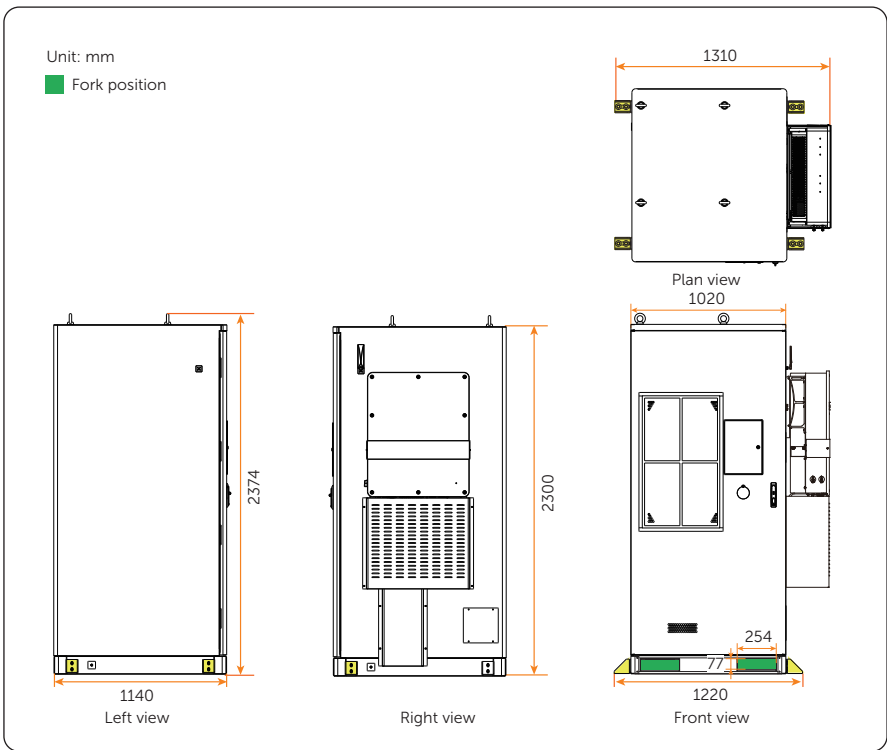 Unit: mm
Fork position
1310
Plan view
1020
2374
2300
254
77
1140
1220
Left view
Right view
Front view